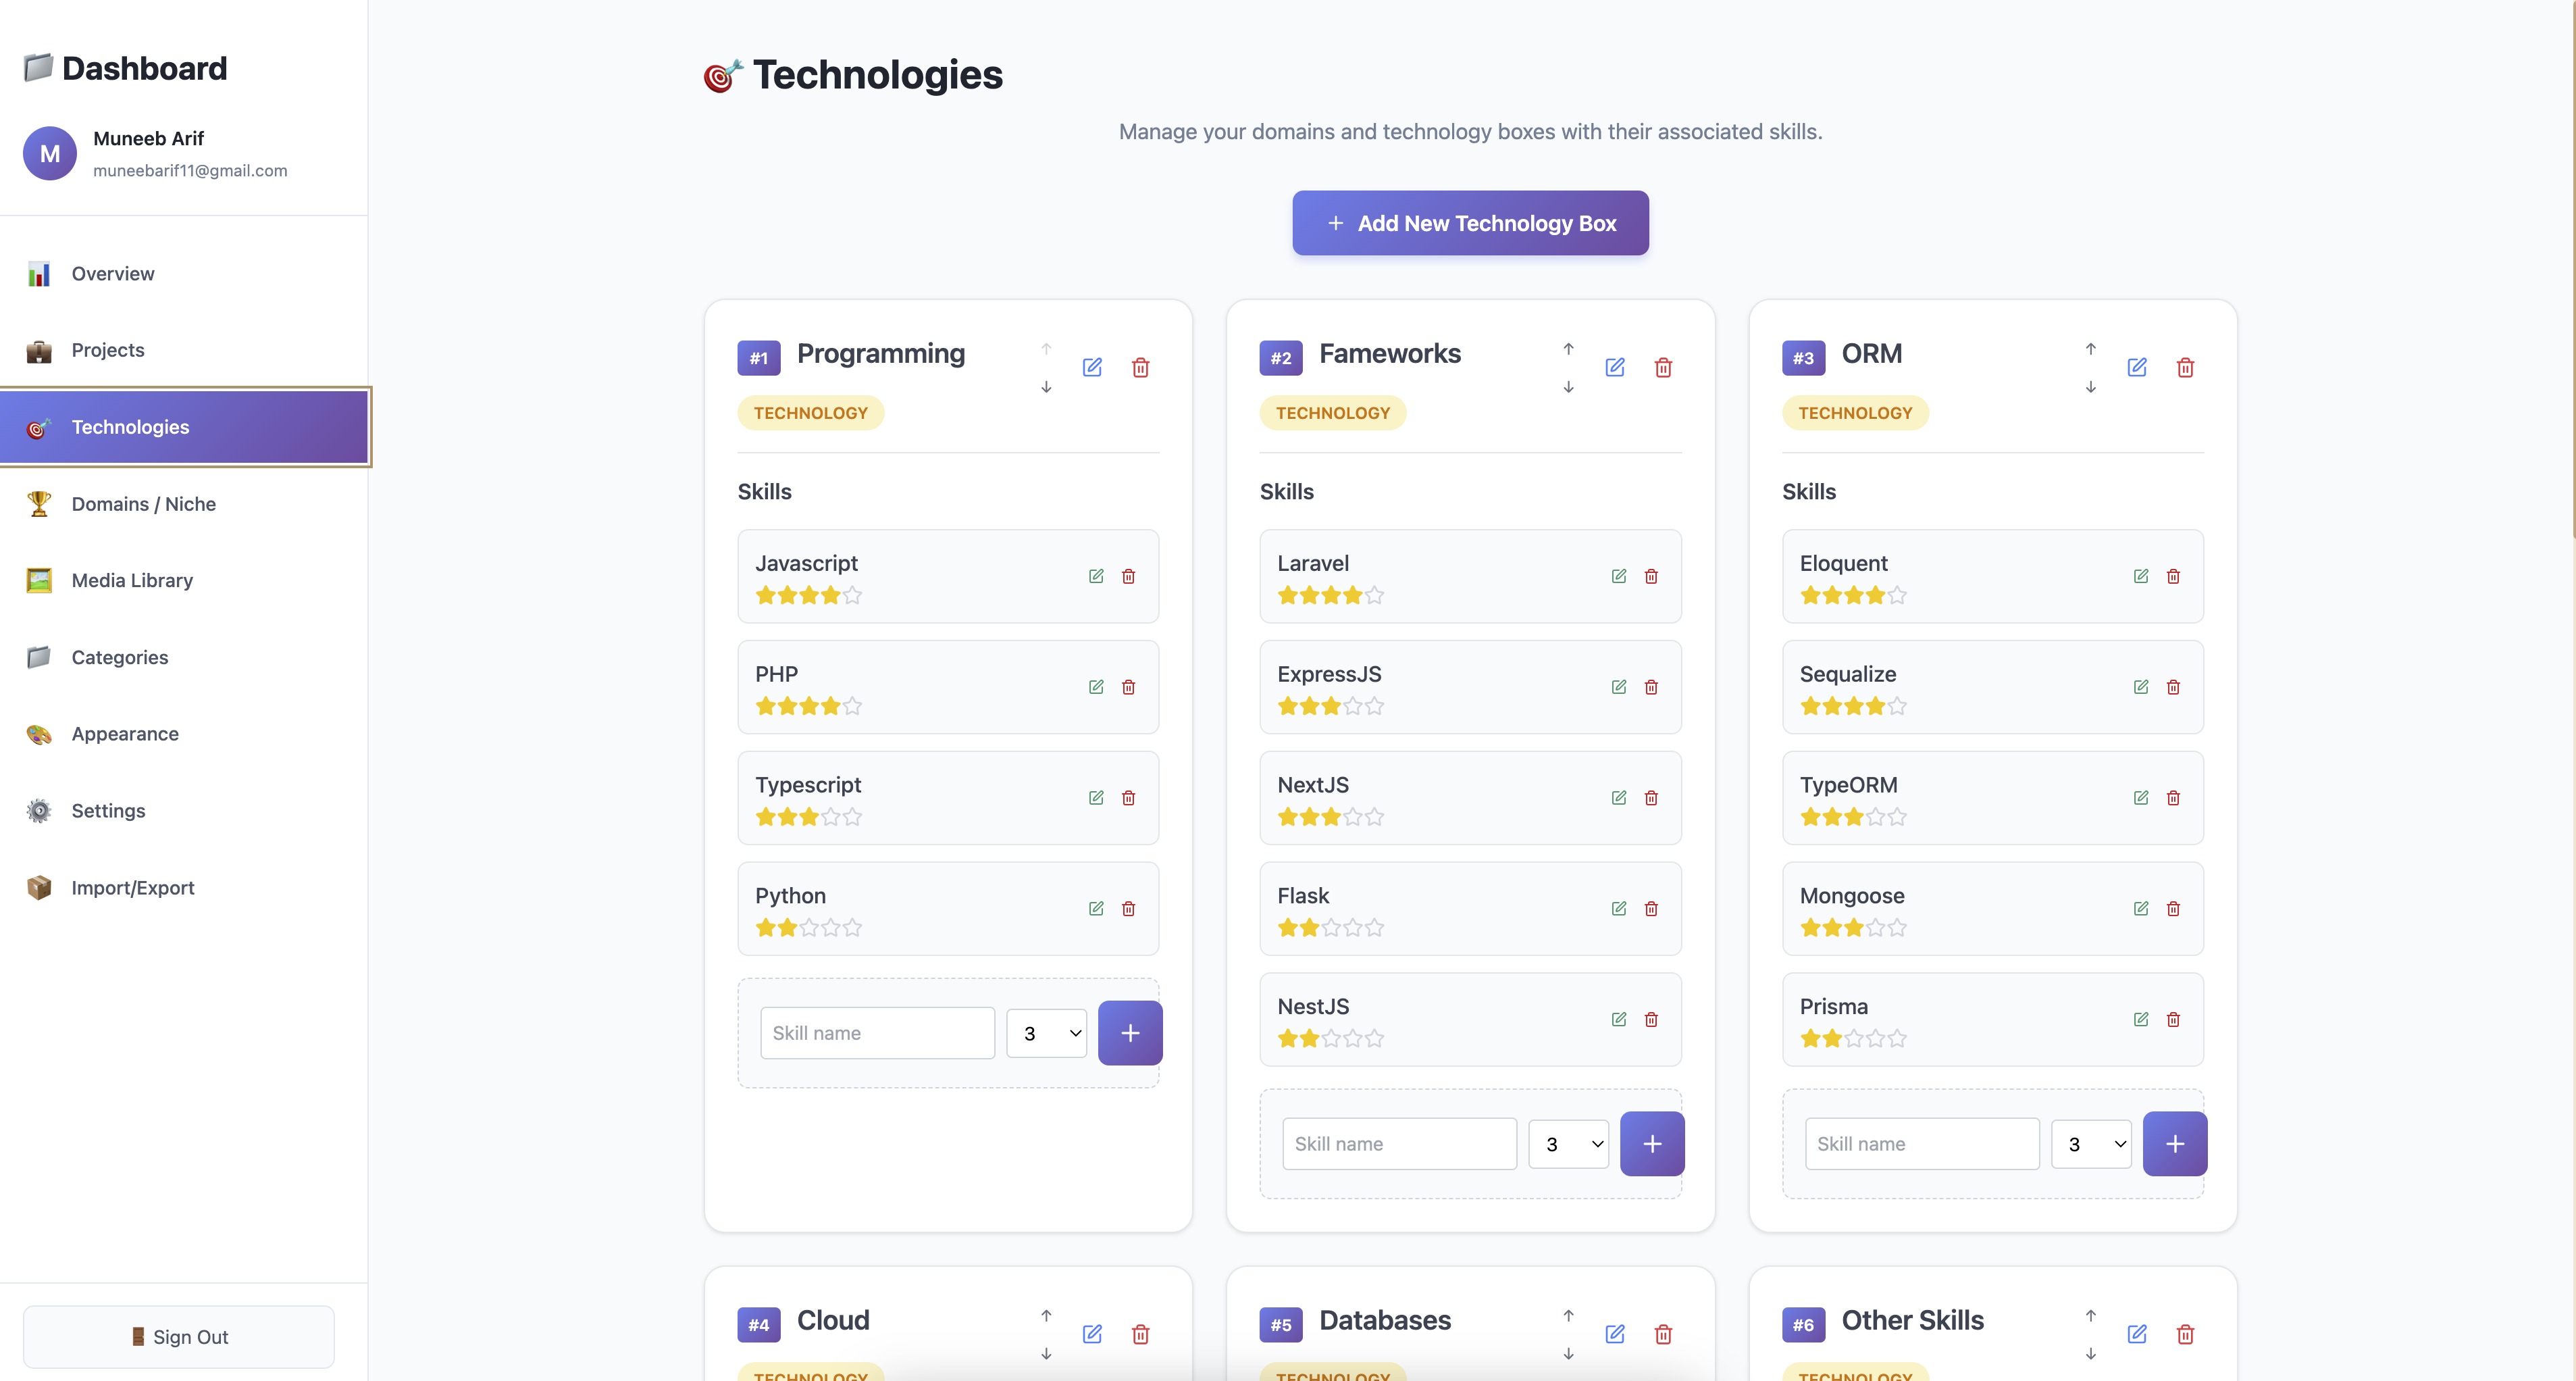 Dashboard
M
Muneeb Arif
muneebarif11@gmail.com
Overview
Projects
Technologies
Domains / Niche
Media Library
Categories
Appearance
Settings
Import/Export
Sign Out
Technologies
Manage your domains and technology boxes with their associated skills.
+ Add New Technology Box
#1 Programming
TECHNOLOGY
Skills
Javascript
PHP
Typescript
Python
Skill name 3 +
#2 Fameworks
TECHNOLOGY
Skills
Laravel
ExpressJS
NextJS
Flask
NestJS
Skill name 3 +
#3 ORM
TECHNOLOGY
Skills
Eloquent
Sequalize
TypeORM
Mongoose
Prisma
Skill name 3 +
#4 Cloud
TECHNOLOGY
#5 Databases
TECHNOLOGY
#6 Other Skills
TECHNOLOGY